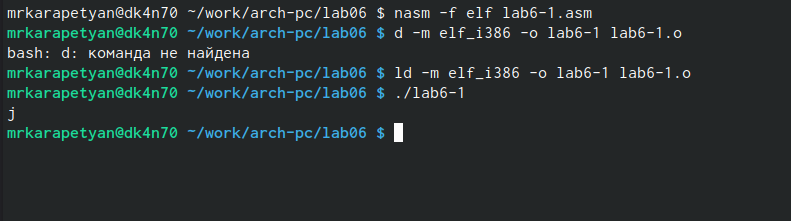 mrkarapetyan@dk4n70 ~/work/arch-pc/lab06 $ nasm -f elf lab6-1.asm
mrkarapetyan@dk4n70 ~/work/arch-pc/lab06 $ d -m elf_i386 -o lab6-1 lab6-1.o
bash: d: команда не найдена
mrkarapetyan@dk4n70 ~/work/arch-pc/lab06 $ ld -m elf_i386 -o lab6-1 lab6-1.o
mrkarapetyan@dk4n70 ~/work/arch-pc/lab06 $ ./lab6-1
j
mrkarapetyan@dk4n70 ~/work/arch-pc/lab06 $